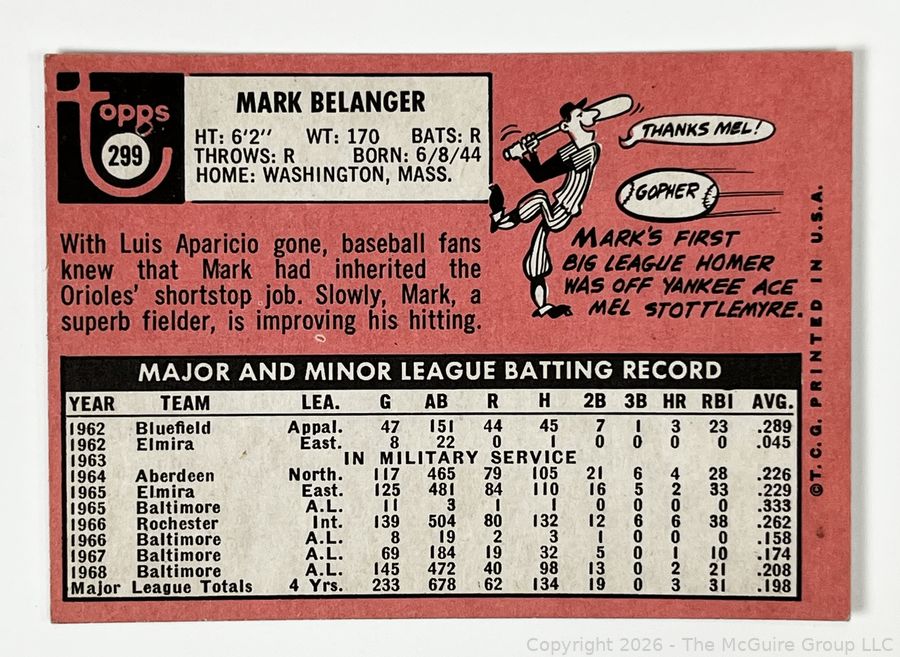 topps
299
MARK BELANGER
HT: 6'2" WT: 170 BATS: R
THROWS: R BORN: 6/8/44
HOME: WASHINGTON, MASS.
THANKS MEL!
GOPHER
MARK'S FIRST
BIG LEAGUE HOMER
WAS OFF YANKEE ACE
MEL STOTTLEMYRE.
With Luis Aparicio gone, baseball fans
knew that Mark had inherited the
Orioles' shortstop job. Slowly, Mark, a
superb fielder, is improving his hitting.
MAJOR AND MINOR LEAGUE BATTING RECORD
YEAR TEAM LEA. G AB R H 2B 3B HR RBI AVG.
1962 Bluefield Appal. 47 151 44 45 7 1 3 23 .289
1962 Elmira East. 8 22 0 1 0 0 0 0 .045
1963 IN MILITARY SERVICE
1964 Aberdeen North. 117 465 79 105 21 6 4 28 .226
1965 Elmira East. 125 481 84 110 16 5 2 33 .229
1965 Baltimore A.L. 11 3 1 1 0 0 0 0 .333
1966 Rochester Int. 139 504 80 132 12 6 6 38 .262
1966 Baltimore A.L. 8 19 2 3 1 0 0 0 .158
1967 Baltimore A.L. 69 184 19 32 5 0 1 10 .174
1968 Baltimore A.L. 145 472 40 98 13 0 2 21 .208
Major League Totals 4 Yrs. 233 678 62 134 19 0 3 31 .198
©T.C.G. PRINTED IN U.S.A.
Copyright 2026 - The McGuire Group LLC